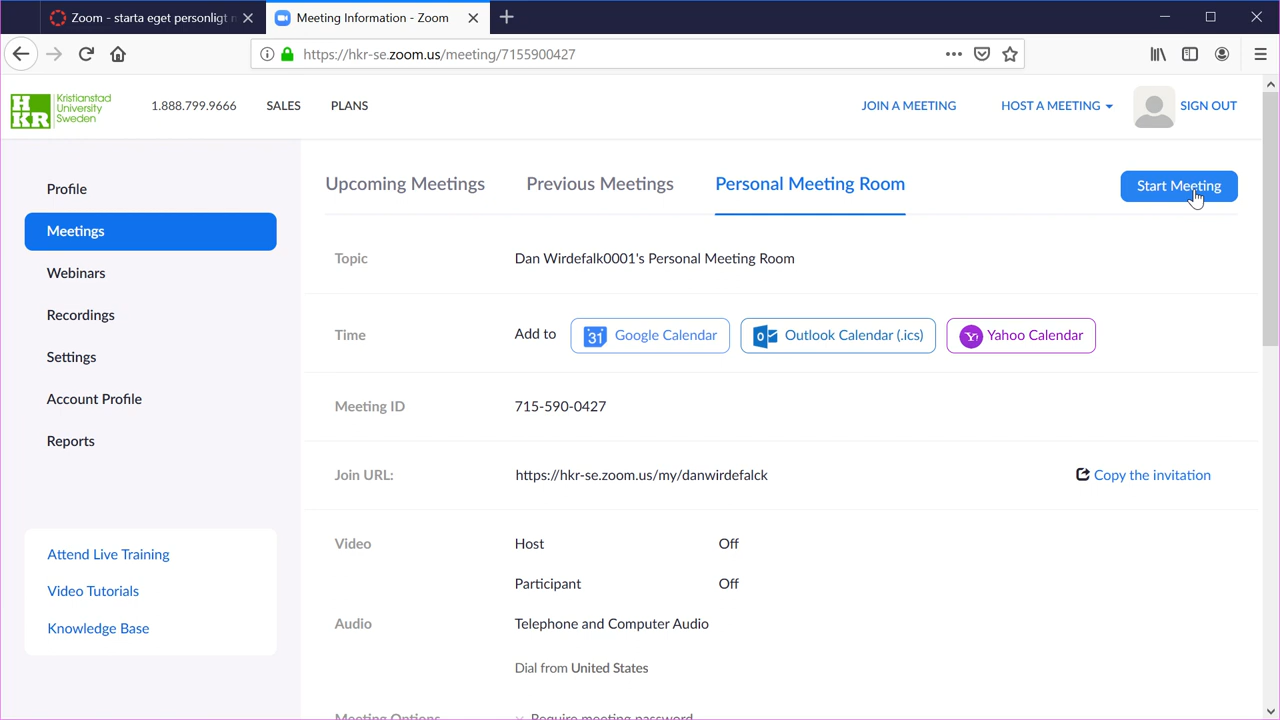 Zoom - starta eget personligt
Meeting Information - Zoom
https://hkr-se.zoom.us/meeting/7155900427
HKR
Kristianstad
University
Sweden
1.888.799.9666
SALES
PLANS
JOIN A MEETING
HOST A MEETING
SIGN OUT
Profile
Meetings
Webinars
Recordings
Settings
Account Profile
Reports
Attend Live Training
Video Tutorials
Knowledge Base
Upcoming Meetings
Previous Meetings
Personal Meeting Room
Start Meeting
Topic
Dan Wirdefalk0001's Personal Meeting Room
Time
Add to
31 Google Calendar
Outlook Calendar (.ics)
Y! Yahoo Calendar
Meeting ID
715-590-0427
Join URL:
https://hkr-se.zoom.us/my/danwirdefalck
Copy the invitation
Video
Host Off
Participant Off
Audio
Telephone and Computer Audio
Dial from United States
Meeting Options
Require meeting password